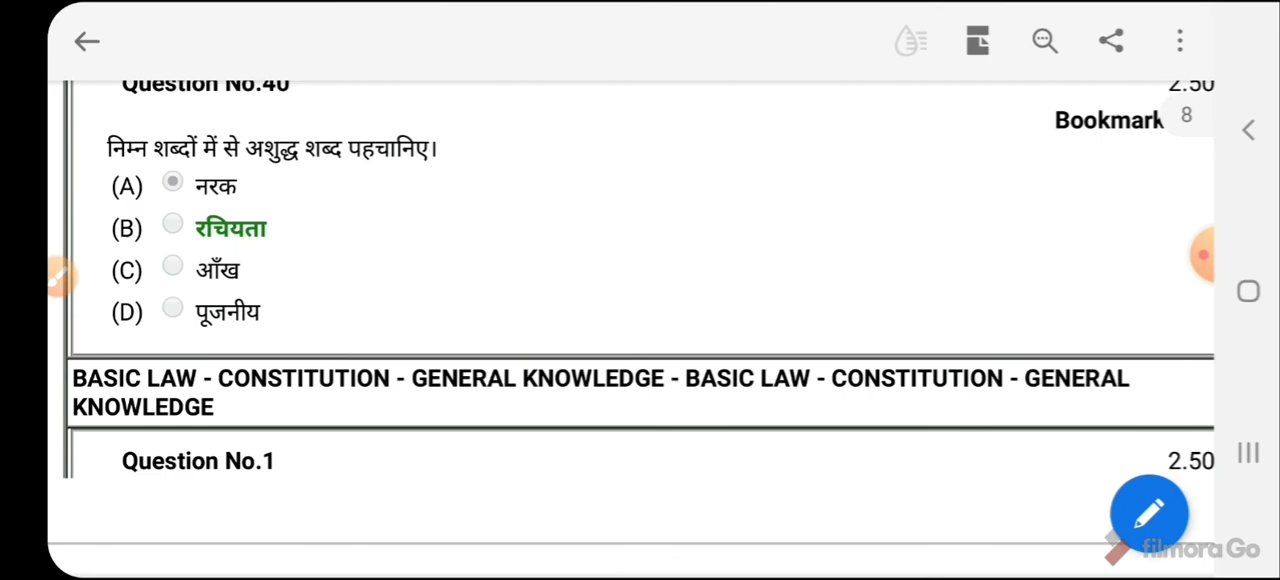 Question No.40 2.50
Bookmark 8
निम्न शब्दों में से अशुद्ध शब्द पहचानिए।
(A) नरक
(B) रचियता
(C) आँख
(D) पूजनीय
BASIC LAW - CONSTITUTION - GENERAL KNOWLEDGE - BASIC LAW - CONSTITUTION - GENERAL
KNOWLEDGE
Question No.1 2.50
filmora Go